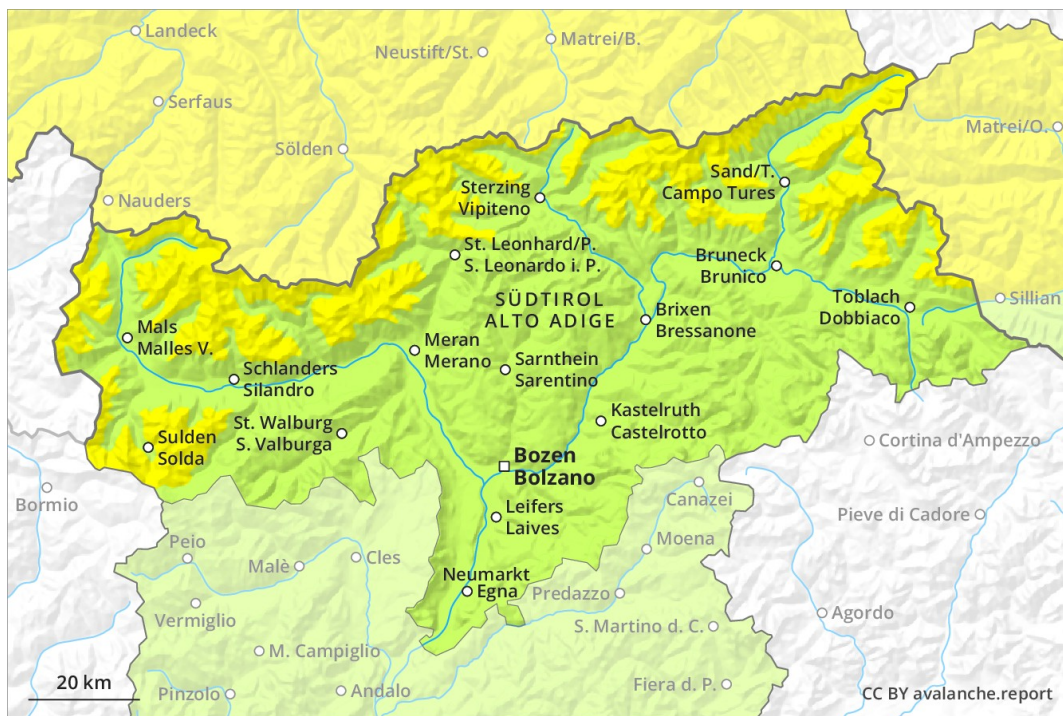 Landeck
Neustift/St.
Matrei/B.
Serfaus
Matrei/O.
Sölden
Nauders
Sterzing
Vipiteno
Sand/T.
Campo Tures
St. Leonhard/P.
S. Leonardo i. P.
Bruneck
Brunico
SÜDTIROL
ALTO ADIGE
Toblach
Dobbiaco
Sillian
Brixen
Bressanone
Mals
Malles V.
Meran
Merano
Sarnthein
Sarentino
Schlanders
Silandro
Kastelruth
Castelrotto
St. Walburg
S. Valburga
Sulden
Solda
Cortina d'Ampezzo
Bozen
Bolzano
Bormio
Canazei
Leifers
Laives
Pieve di Cadore
Moena
Peio
Malè
Cles
Neumarkt
Egna
Predazzo
Vermiglio
Agordo
S. Martino d. C.
M. Campiglio
20 km
Pinzolo
Andalo
Fiera d. P.
CC BY avalanche.report